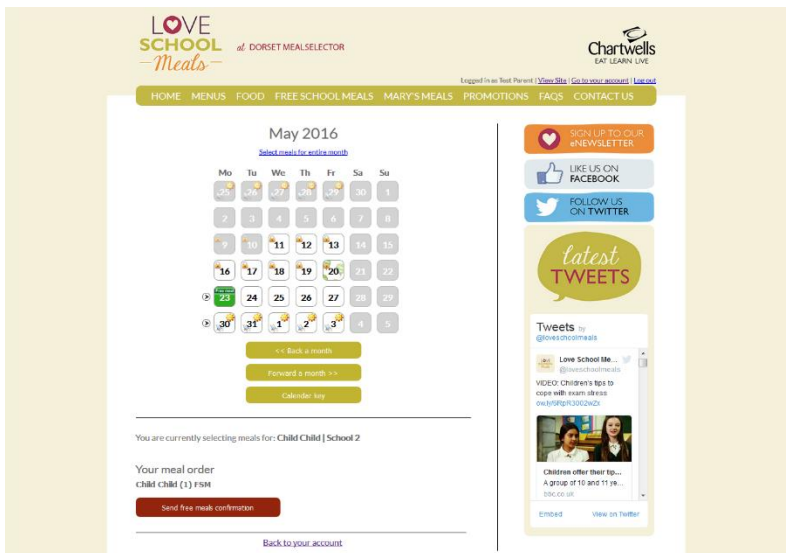 LOVE
SCHOOL
Meals
at DORSET MEALSELECTOR
Chartwells
EAT LEARN LIVE
Logged in as Test Parent | View Site | Go to your account | Log out
HOME MENUS FOOD FREE SCHOOL MEALS MARY'S MEALS PROMOTIONS FAQS CONTACT US
May 2016
Select meals for entire month
Mo Tu We Th Fr Sa Su
25 26 27 28 29 30 1
2 3 4 5 6 7 8
9 10 11 12 13 14 15
16 17 18 19 20 21 22
23 24 25 26 27 28 29
30 31 1 2 3 4 5
<< Back a month
Forward a month >>
Calender key
You are currently selecting meals for: Child Child | School 2
Your meal order
Child Child (1) FSM
Send free meals confirmation
Back to your account
SIGN UP TO OUR
eNEWSLETTER
LIKE US ON
FACEBOOK
FOLLOW US
ON TWITTER
latest
TWEETS
Tweets by
@loveschoolmeals
Love School Me...
@loveschoolmeals
VIDEO: Children's tips to
cope with exam stress
Children offer their tip...
A group of 10 and 11 ye...
bbc.co.uk
Embed View on Twitter